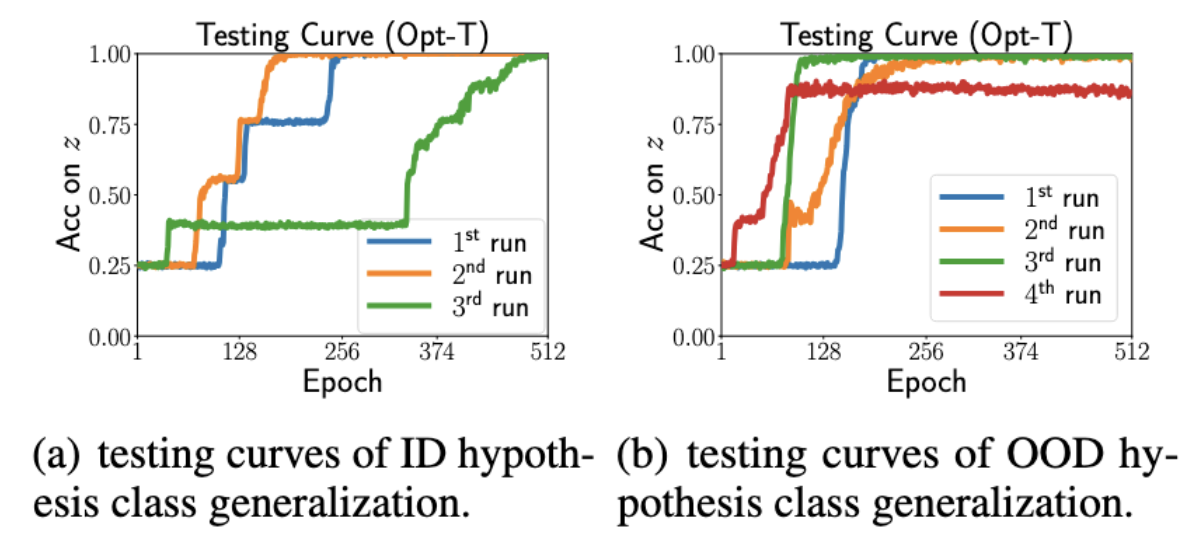 Testing Curve (Opt-T)
1.00
0.75
0.50
0.25
0.00
Acc on z
1st run
2nd run
3rd run
1 128 256 374 512
Epoch
(a) testing curves of ID hypoth-
esis class generalization.
Testing Curve (Opt-T)
1.00
0.75
0.50
0.25
0.00
Acc on z
1st run
2nd run
3rd run
4th run
1 128 256 374 512
Epoch
(b) testing curves of OOD hy-
pothesis class generalization.